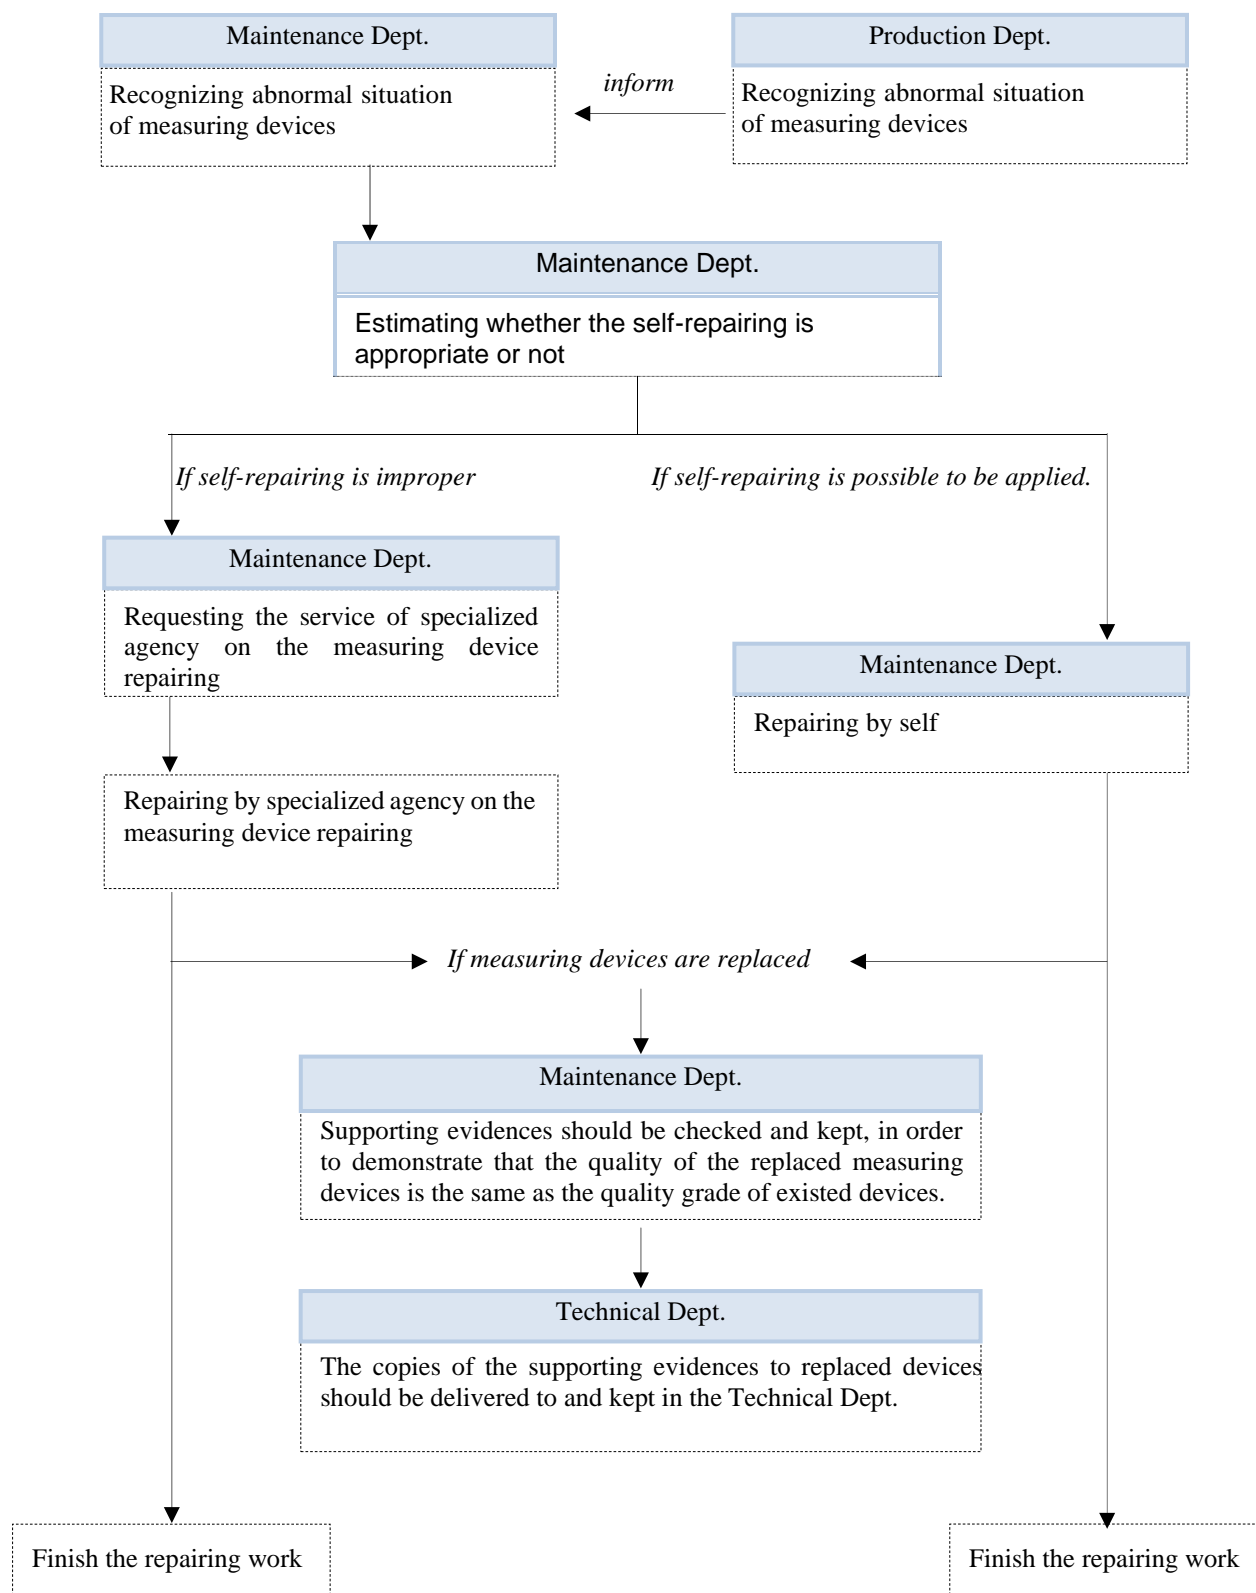 Maintenance Dept.
Recognizing abnormal situation
of measuring devices
inform
Production Dept.
Recognizing abnormal situation
of measuring devices
Maintenance Dept.
Estimating whether the self-repairing is
appropriate or not
If self-repairing is improper
If self-repairing is possible to be applied.
Maintenance Dept.
Requesting the service of specialized
agency on the measuring device
repairing
Maintenance Dept.
Repairing by self
Repairing by specialized agency on the
measuring device repairing
If measuring devices are replaced
Maintenance Dept.
Supporting evidences should be checked and kept, in order
to demonstrate that the quality of the replaced measuring
devices is the same as the quality grade of existed devices.
Technical Dept.
The copies of the supporting evidences to replaced devices
should be delivered to and kept in the Technical Dept.
Finish the repairing work
Finish the repairing work